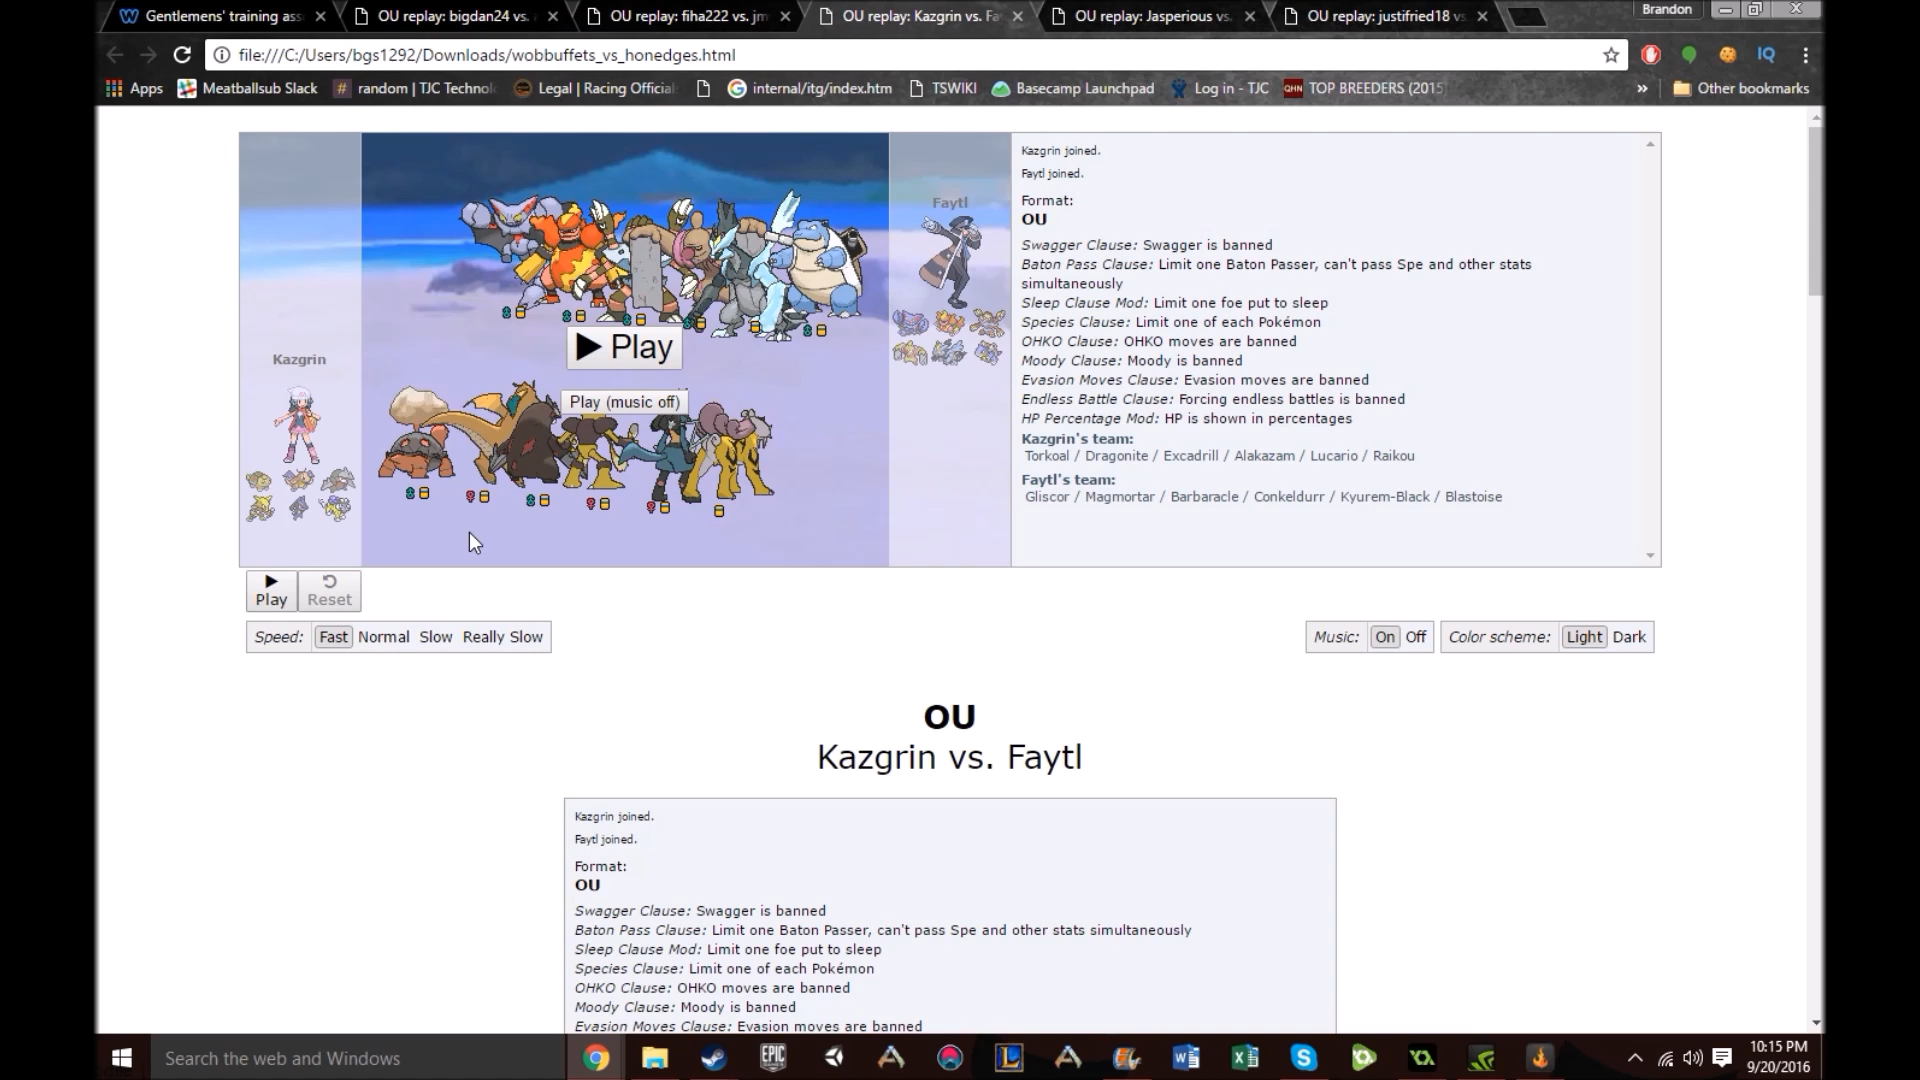 Gentlemens' training ass
OU replay: bigdan24 vs.
OU replay: fiha222 vs. jm
OU replay: Kazgrin vs. Fa
OU replay: Jasperious vs.
OU replay: justifried18 vs
Brandon
file:///C:/Users/bgs1292/Downloads/wobbuffets_vs_honedges.html
IQ
Apps
Meatballsub Slack
# random | TJC Technolo
Legal | Racing Official
internal/itg/index.htm
TSWIKI
Basecamp Launchpad
Log in - TJC
QHN TOP BREEDERS (2015
»
Other bookmarks
Kazgrin
Faytl
▶ Play
Play (music off)
Kazgrin joined.
Faytl joined.
Format:
OU
Swagger Clause: Swagger is banned
Baton Pass Clause: Limit one Baton Passer, can't pass Spe and other stats
simultaneously
Sleep Clause Mod: Limit one foe put to sleep
Species Clause: Limit one of each Pokémon
OHKO Clause: OHKO moves are banned
Moody Clause: Moody is banned
Evasion Moves Clause: Evasion moves are banned
Endless Battle Clause: Forcing endless battles is banned
HP Percentage Mod: HP is shown in percentages
Kazgrin's team:
Torkoal / Dragonite / Excadrill / Alakazam / Lucario / Raikou
Faytl's team:
Gliscor / Magmortar / Barbaracle / Conkeldurr / Kyurem-Black / Blastoise
Play
Reset
Speed: Fast Normal Slow Really Slow
Music: On Off
Color scheme: Light Dark
OU
Kazgrin vs. Faytl
Kazgrin joined.
Faytl joined.
Format:
OU
Swagger Clause: Swagger is banned
Baton Pass Clause: Limit one Baton Passer, can't pass Spe and other stats simultaneously
Sleep Clause Mod: Limit one foe put to sleep
Species Clause: Limit one of each Pokémon
OHKO Clause: OHKO moves are banned
Moody Clause: Moody is banned
Evasion Moves Clause: Evasion moves are banned
Search the web and Windows
EPIC
10:15 PM
9/20/2016